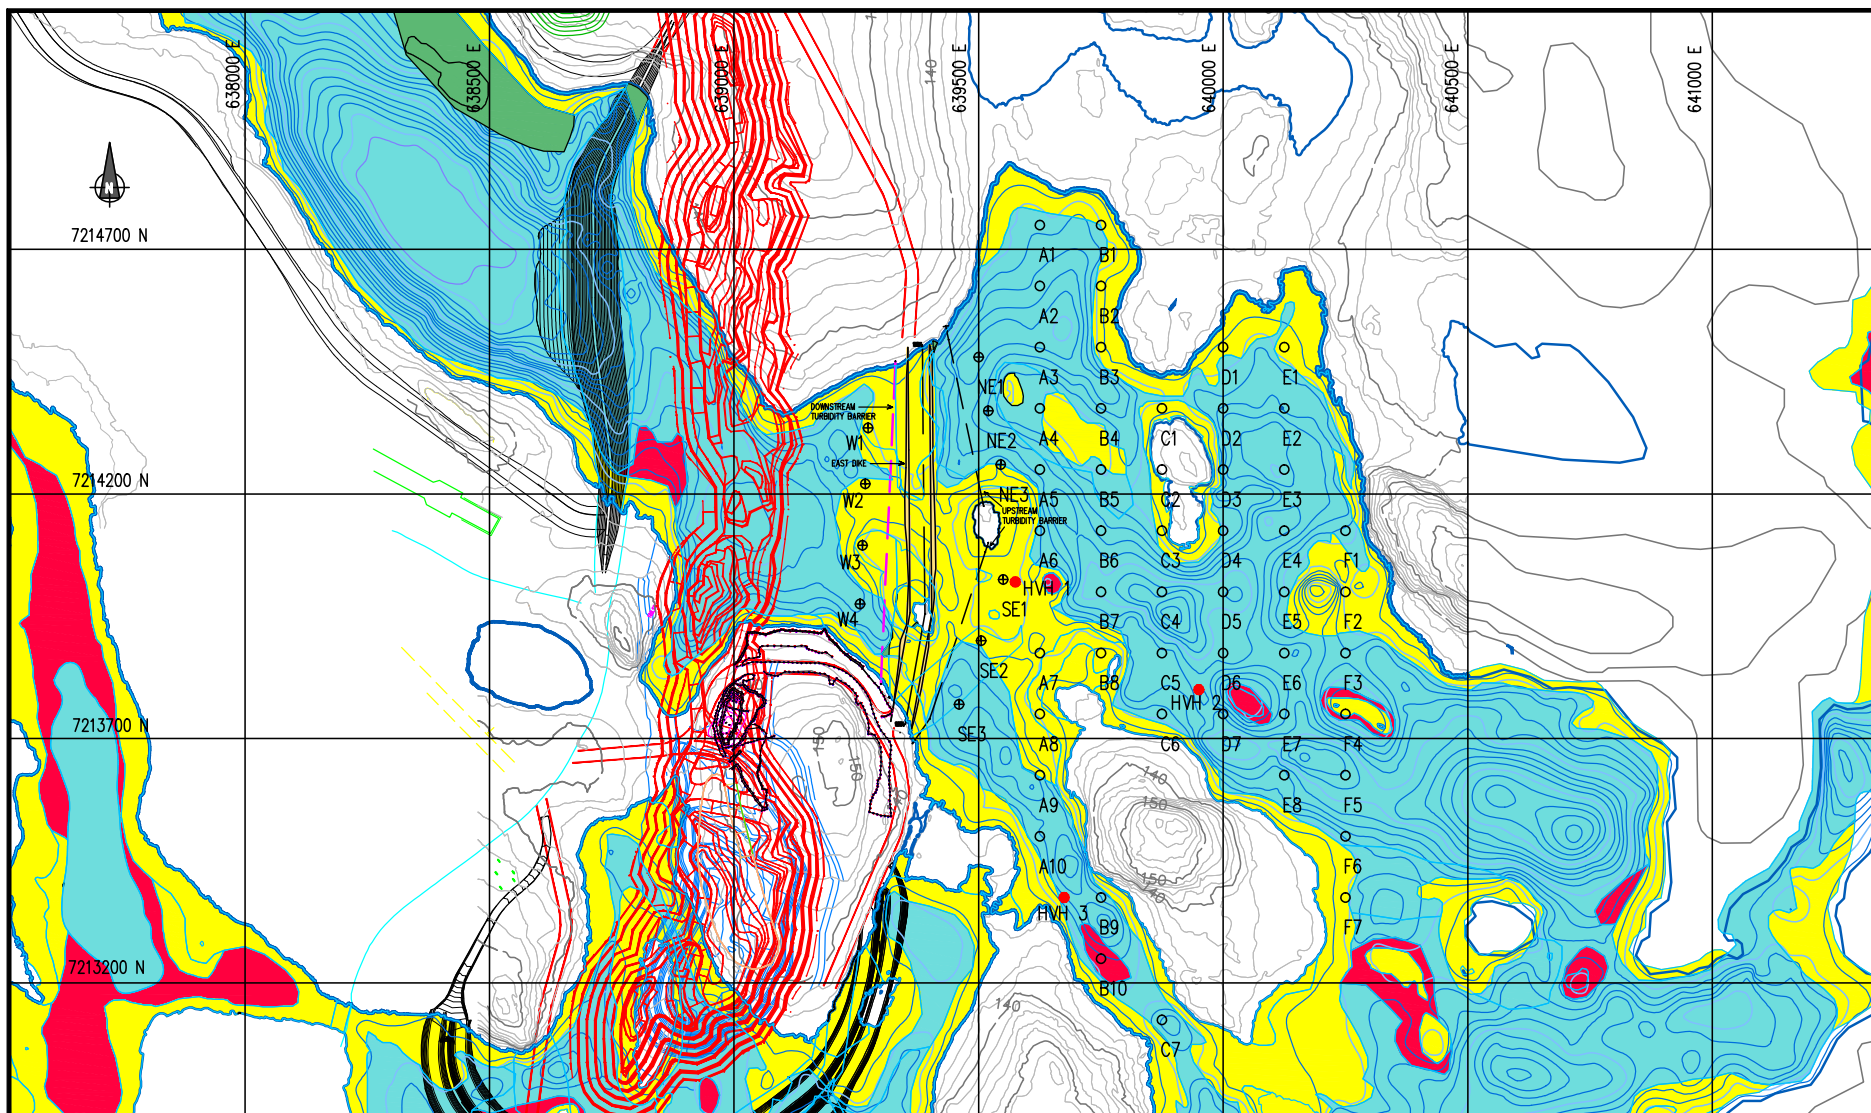 638000 E
638500 E
639000 E
639500 E
640000 E
640500 E
641000 E
140
N
7214700 N
A1
B1
A2
B2
NE1
A3
B3
D1
E1
DOWNSTREAM
TURBIDITY BARRIER
W1
NE2
A4
B4
C1
D2
E2
EAST DIKE
7214200 N
W2
NE3
A5
B5
C2
D3
E3
UPSTREAM
TURBIDITY BARRIER
W3
A6
B6
C3
D4
E4
F1
HVH 1
W4
SE1
B7
C4
D5
E5
F2
SE2
A7
B8
C5
D6
E6
F3
HVH 2
7213700 N
SE3
A8
C6
D7
E7
F4
150
150
140
150
A9
E8
F5
A10
F6
150
140
HVH 3
B9
F7
7213200 N
B10
140
C7